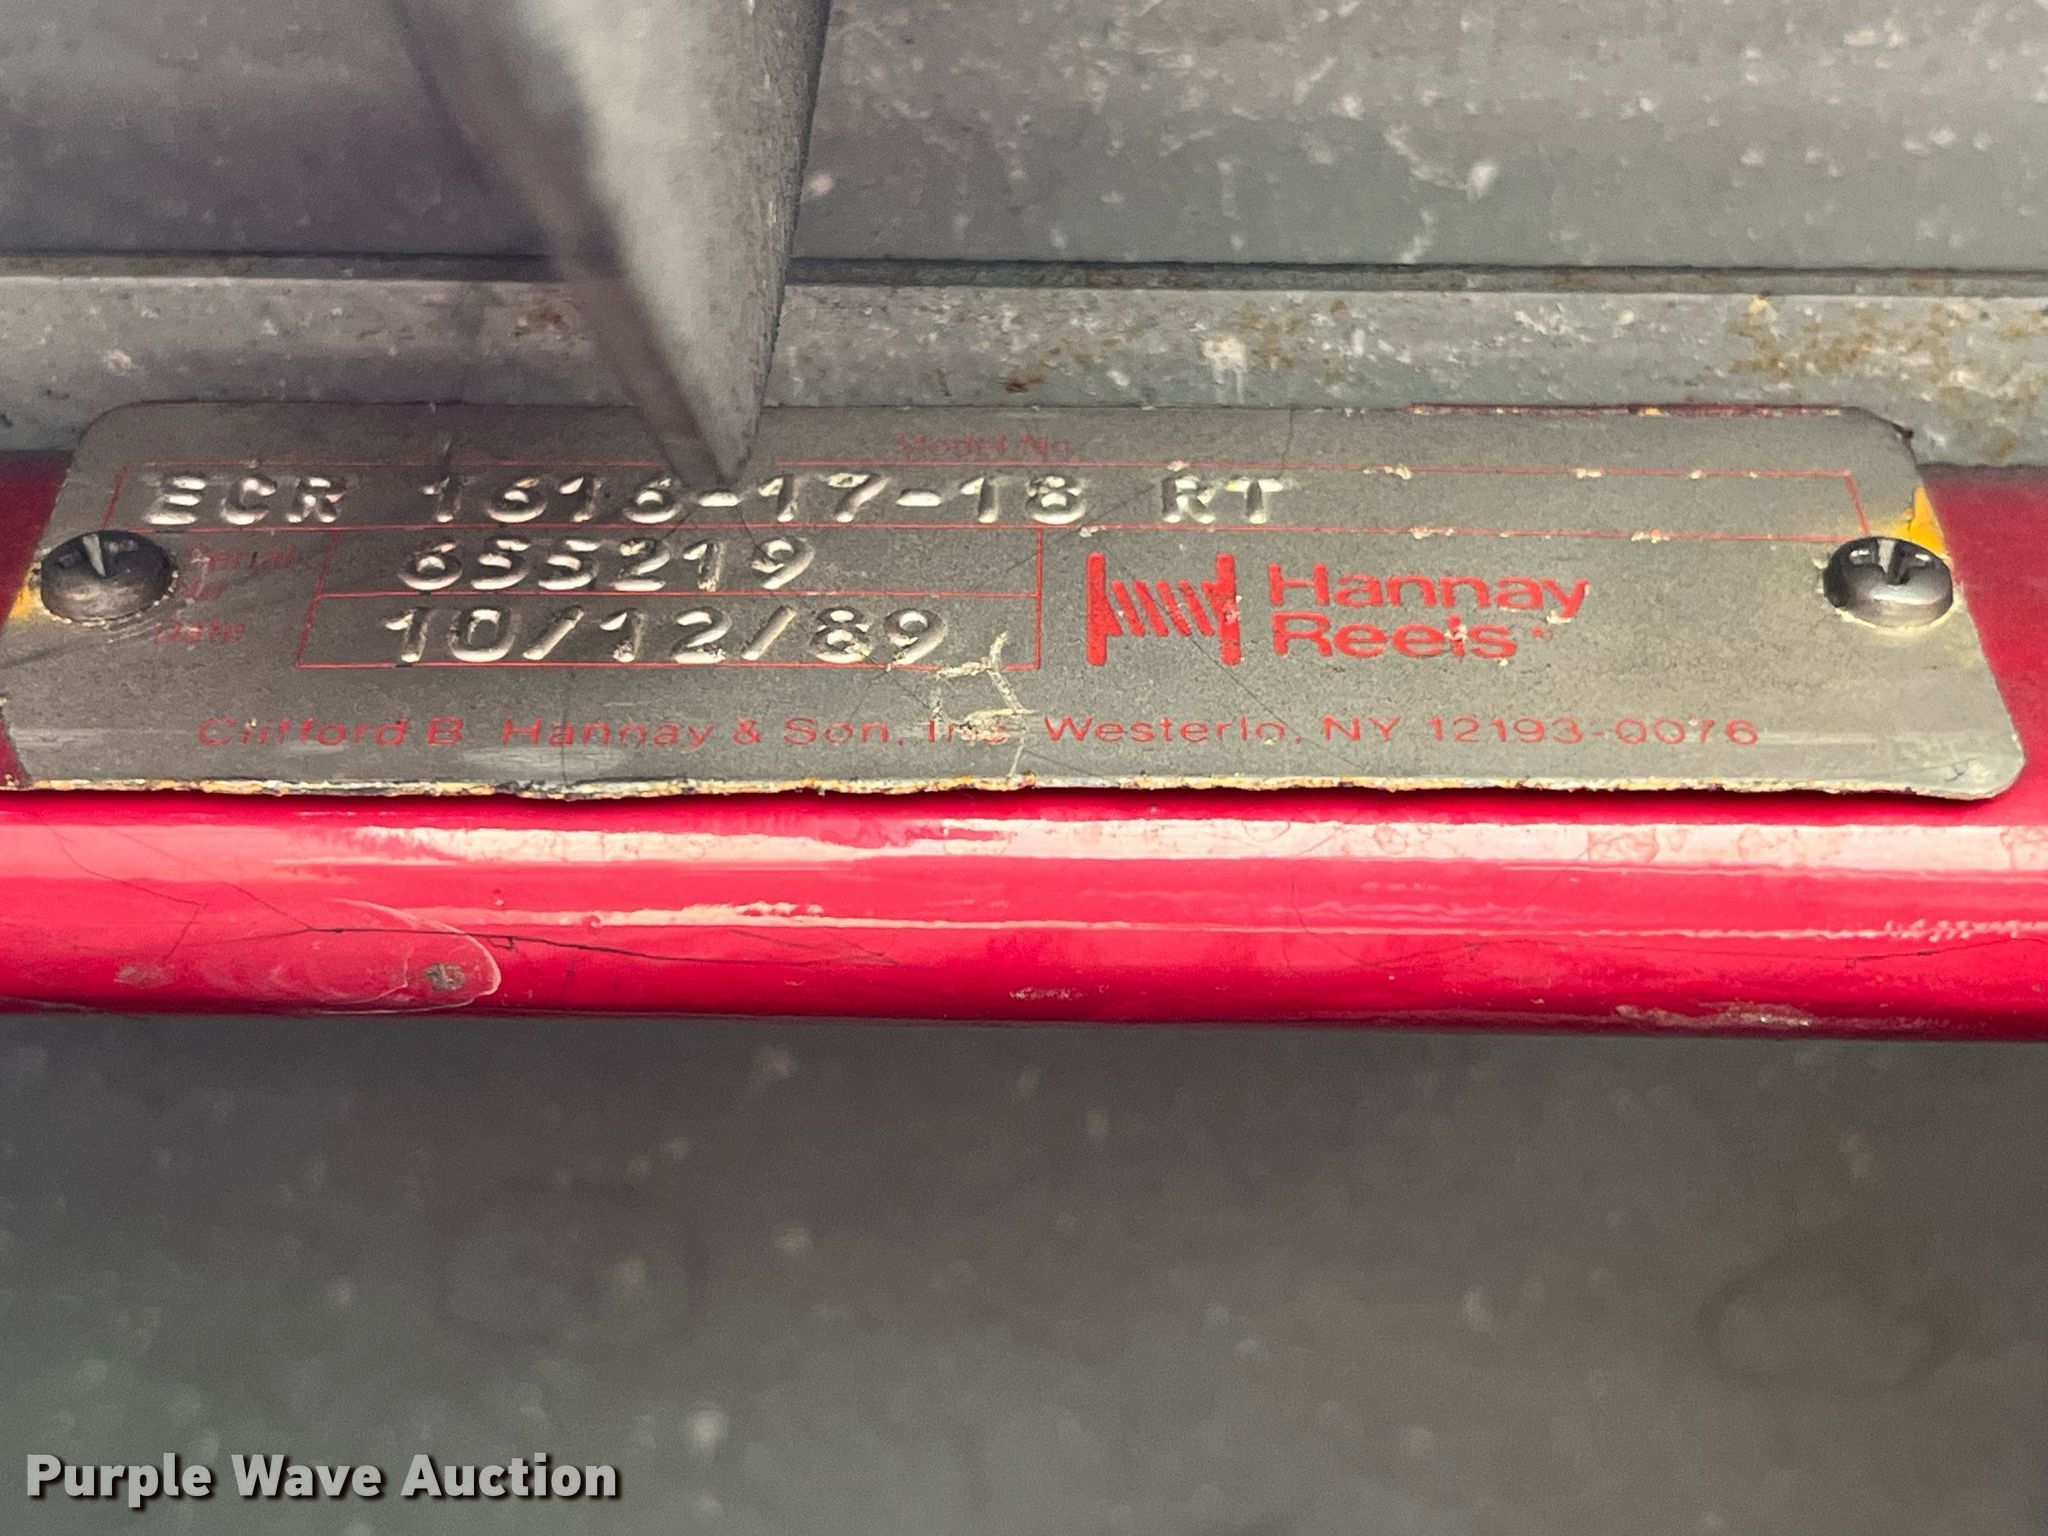 Model No.
ECR 1616-17-18 RT
Serial
655219
Date
10/12/89
Hannay
Reels
Clifford B. Hannay & Son, Inc. Westerlo, NY 12193-0076
Purple Wave Auction